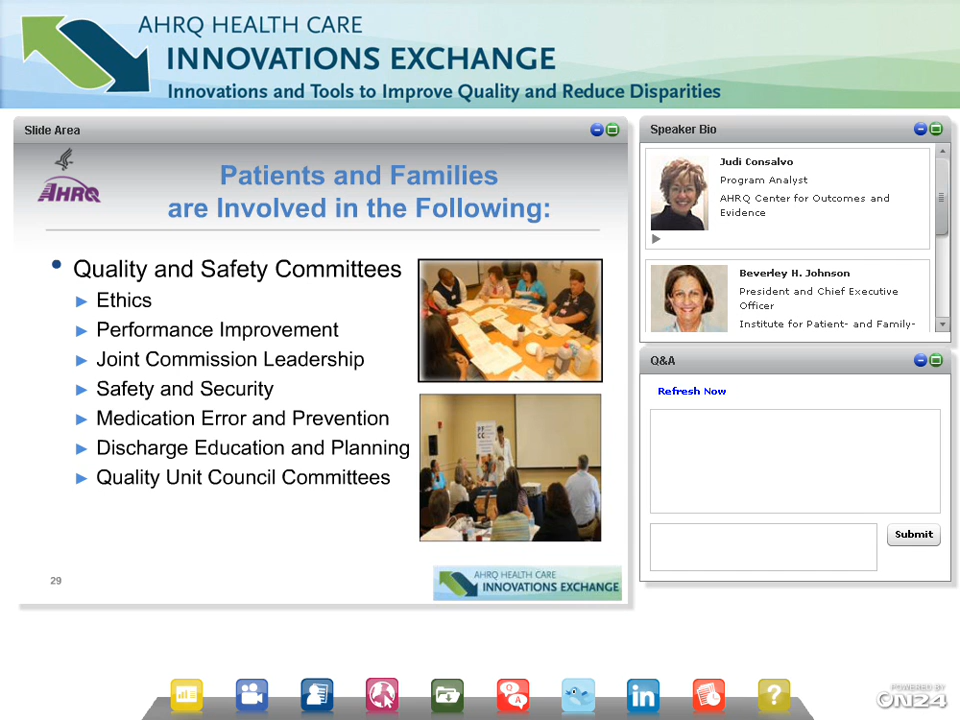 AHRQ HEALTH CARE
INNOVATIONS EXCHANGE
Innovations and Tools to Improve Quality and Reduce Disparities
Slide Area
AHRQ
Patients and Families
are Involved in the Following:
• Quality and Safety Committees
► Ethics
► Performance Improvement
► Joint Commission Leadership
► Safety and Security
► Medication Error and Prevention
► Discharge Education and Planning
► Quality Unit Council Committees
29
AHRQ HEALTH CARE
INNOVATIONS EXCHANGE
Speaker Bio
Judi Consalvo
Program Analyst
AHRQ Center for Outcomes and
Evidence
Beverley H. Johnson
President and Chief Executive
Officer
Institute for Patient- and Family-
Q&A
Refresh Now
Submit
Q
A
in
?
POWERED BY
ON24